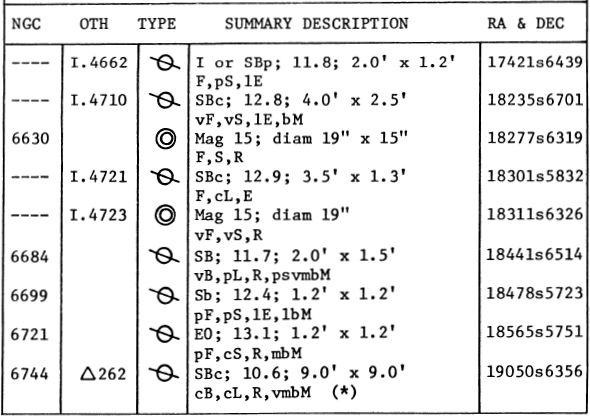 NGC OTH TYPE SUMMARY DESCRIPTION RA & DEC
---- I.4662 I or SBp; 11.8; 2.0' x 1.2' 17421s6439
F,pS,lE
---- I.4710 SBc; 12.8; 4.0' x 2.5' 18235s6701
vF,vS,lE,bM
6630 Mag 15; diam 19" x 15" 18277s6319
F,S,R
---- I.4721 SBc; 12.9; 3.5' x 1.3' 18301s5832
F,cL,E
---- I.4723 Mag 15; diam 19" 18311s6326
vF,vS,R
6684 SB; 11.7; 2.0' x 1.5' 18441s6514
vB,pL,R,psvmbM
6699 Sb; 12.4; 1.2' x 1.2' 18478s5723
pF,pS,lE,lbM
6721 E0; 13.1; 1.2' x 1.2' 18565s5751
pF,cS,R,mbM
6744 △262 SBc; 10.6; 9.0' x 9.0' 19050s6356
cB,cL,R,vmbM (*)